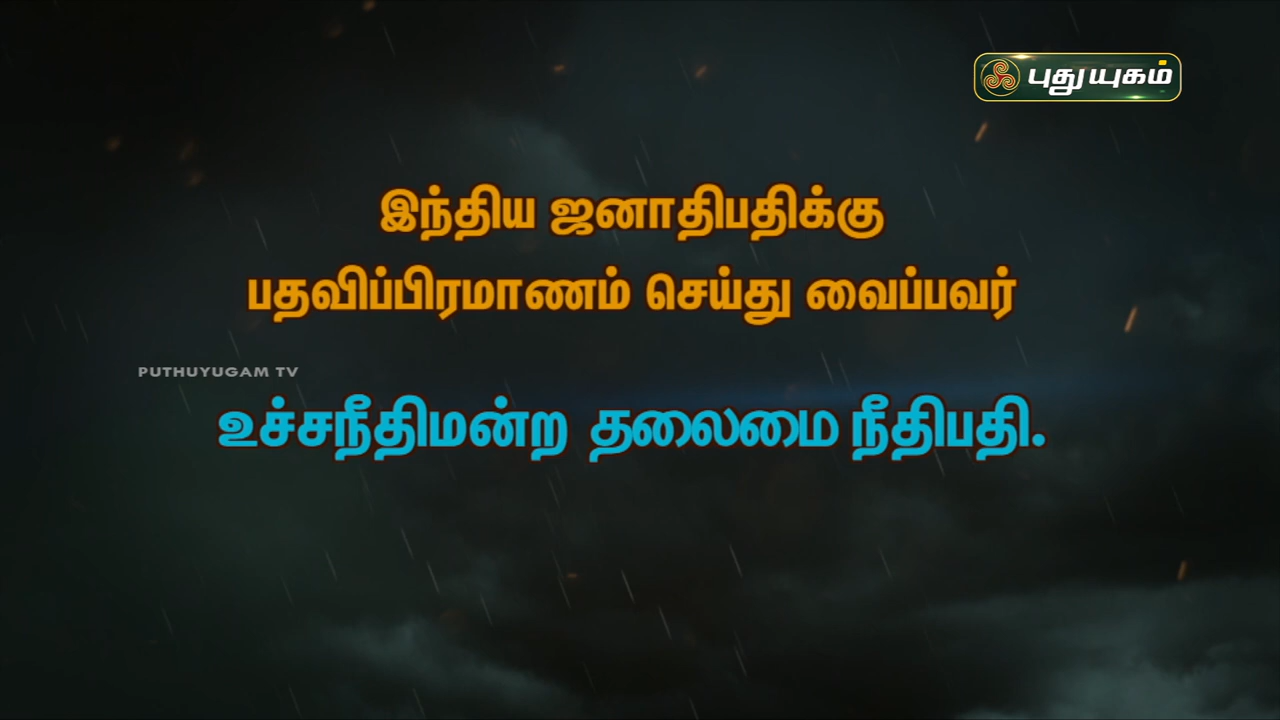 புதுயுகம்
இந்திய ஜனாதிபதிக்கு
பதவிப்பிரமாணம் செய்து வைப்பவர்
PUTHUYUGAM TV
உச்சநீதிமன்ற தலைமை நீதிபதி.